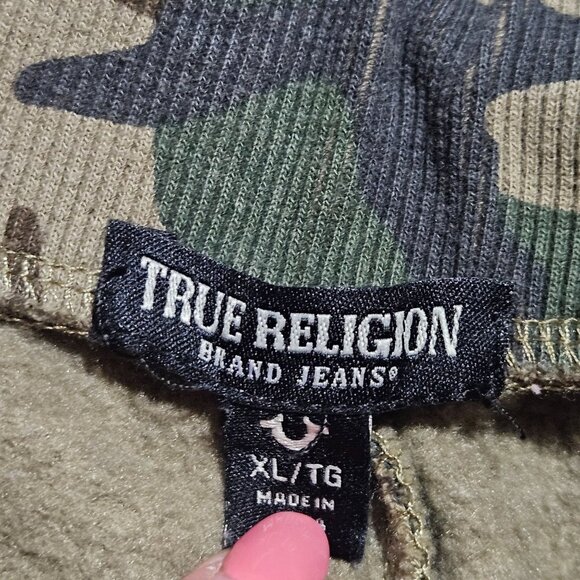 TRUE RELIGION
BRAND JEANS®
XL/TG
MADE IN